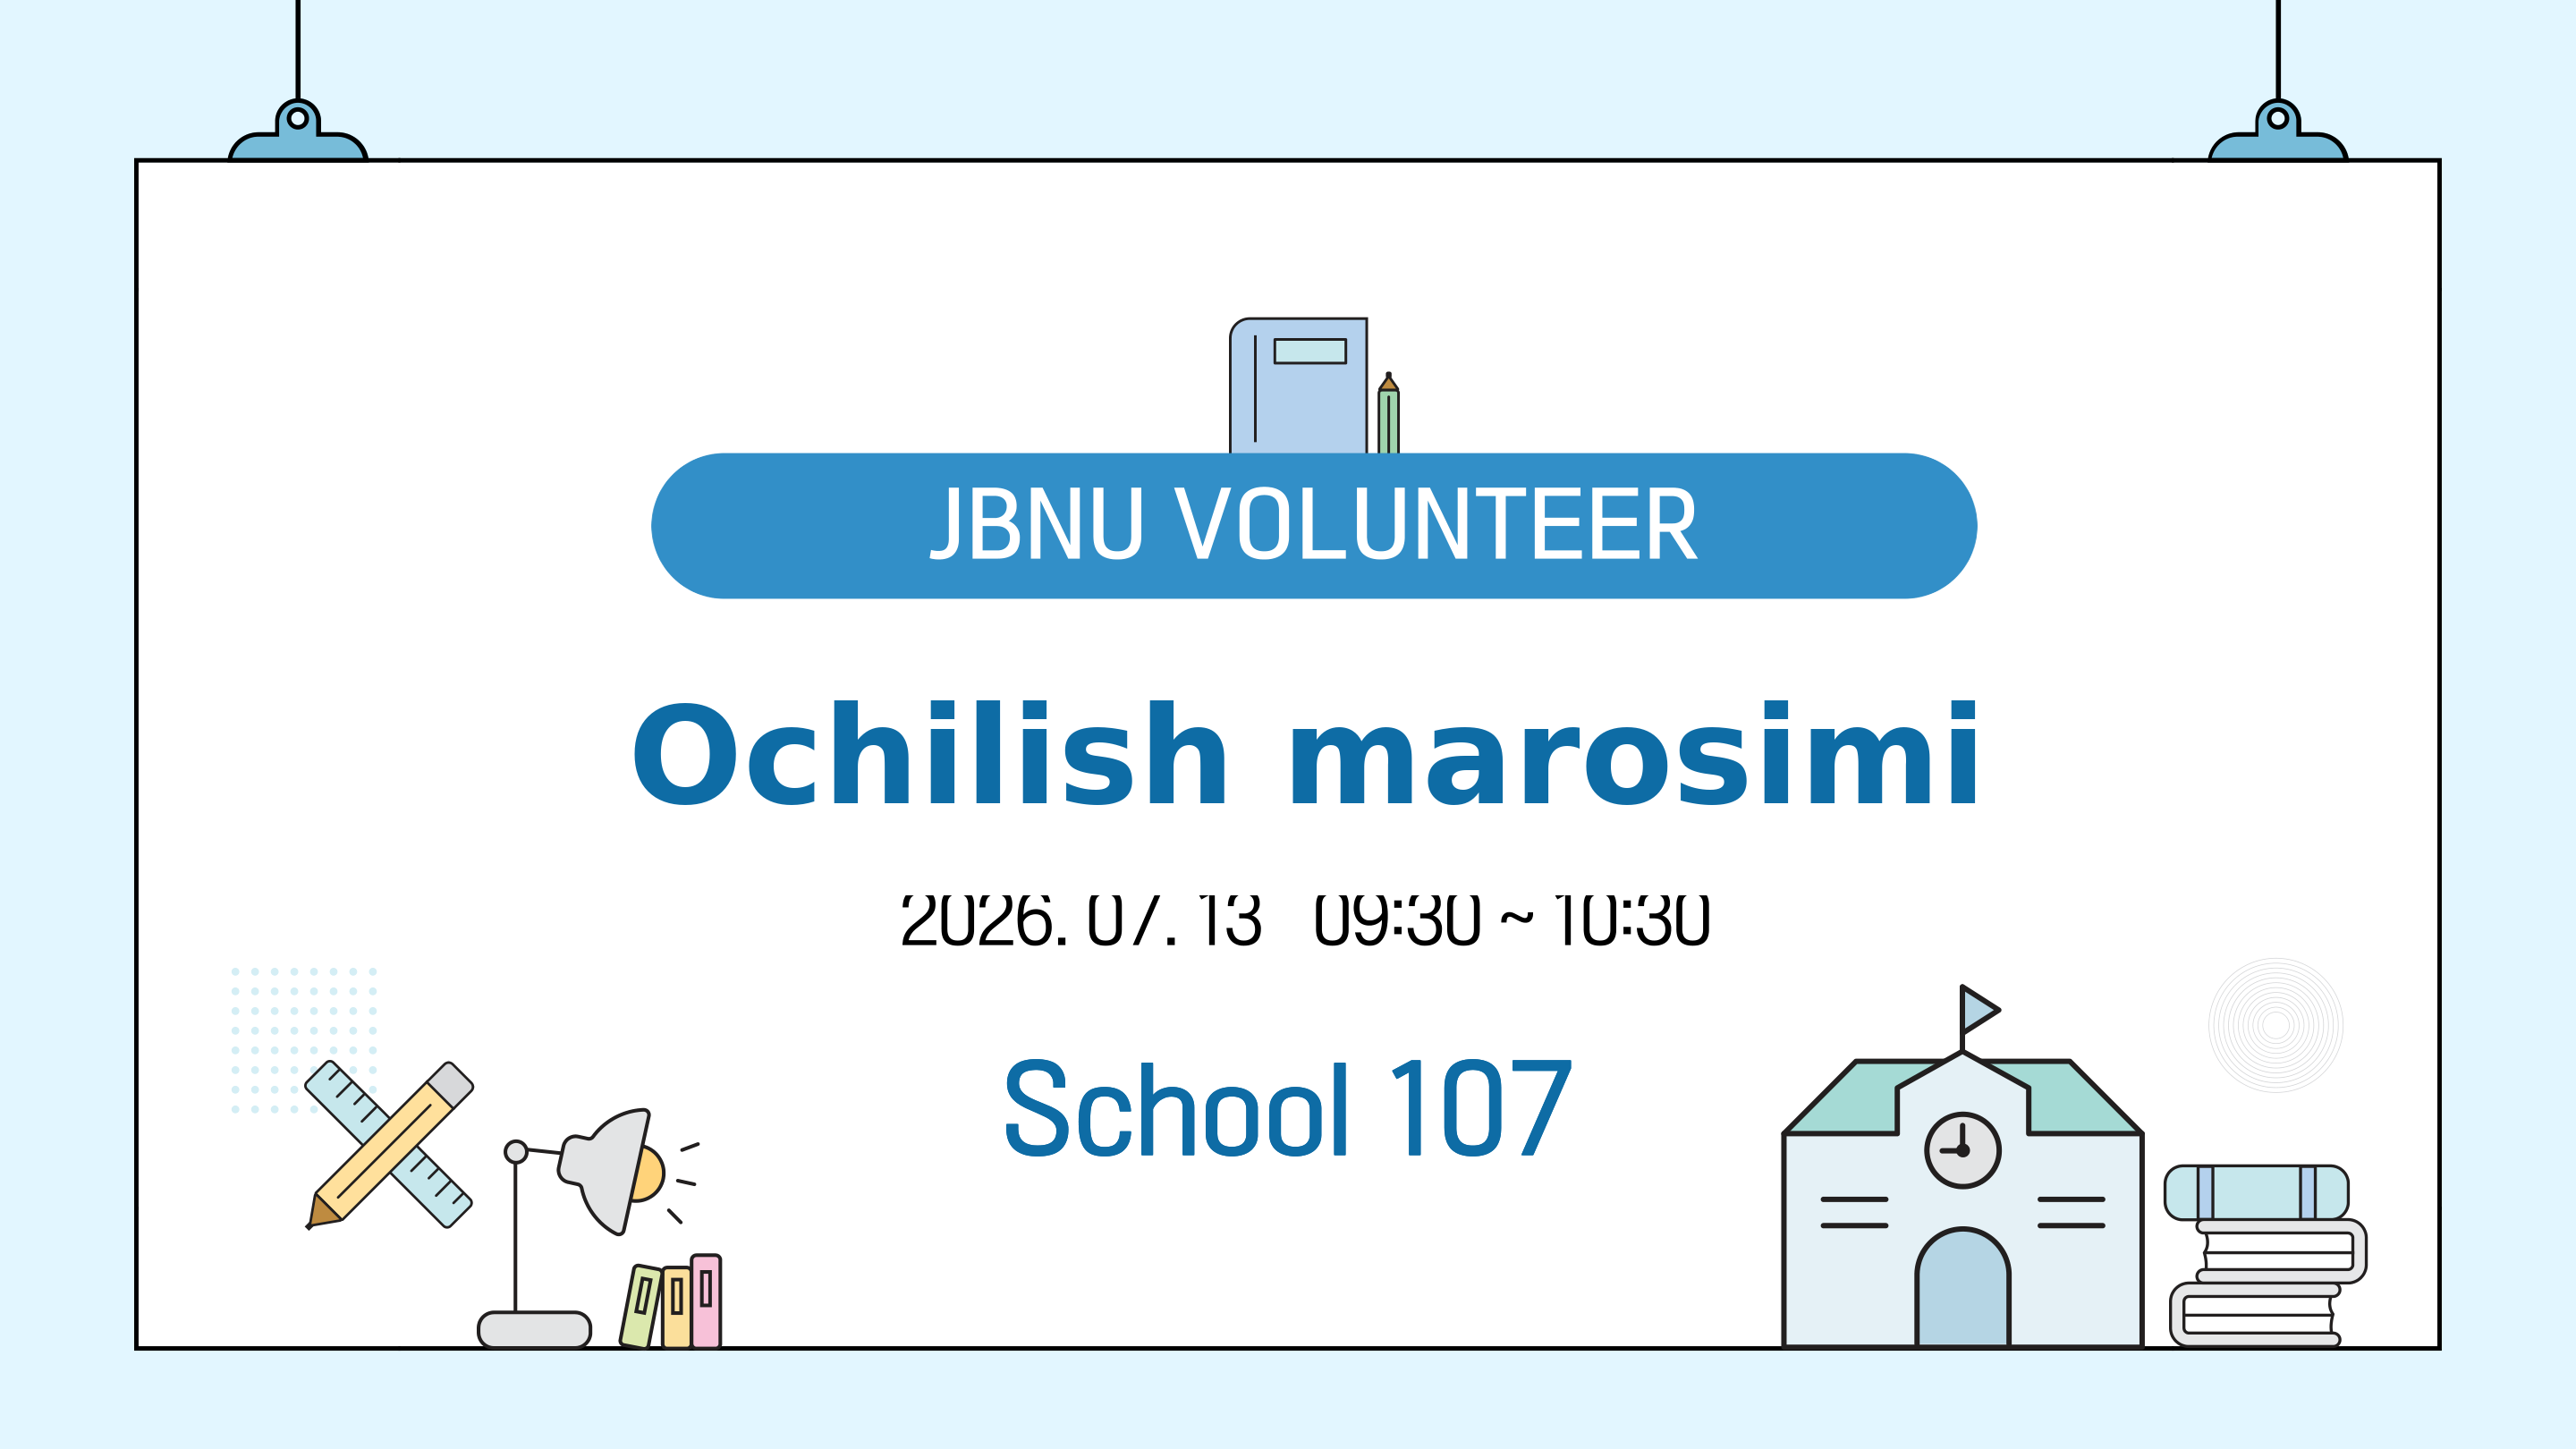 JBNU VOLUNTEER
Ochilish marosimi
2026. 07. 13 09:30 ~ 10:30
School 107